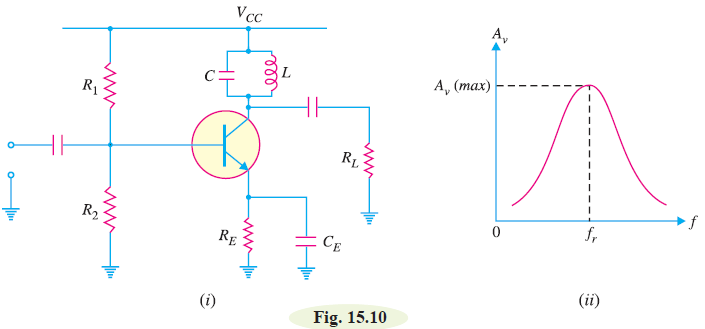 V_CC
C
L
R_1
R_L
R_2
R_E
C_E
(i)
A_v
A_v (max)
0
f_r
f
(ii)
Fig. 15.10